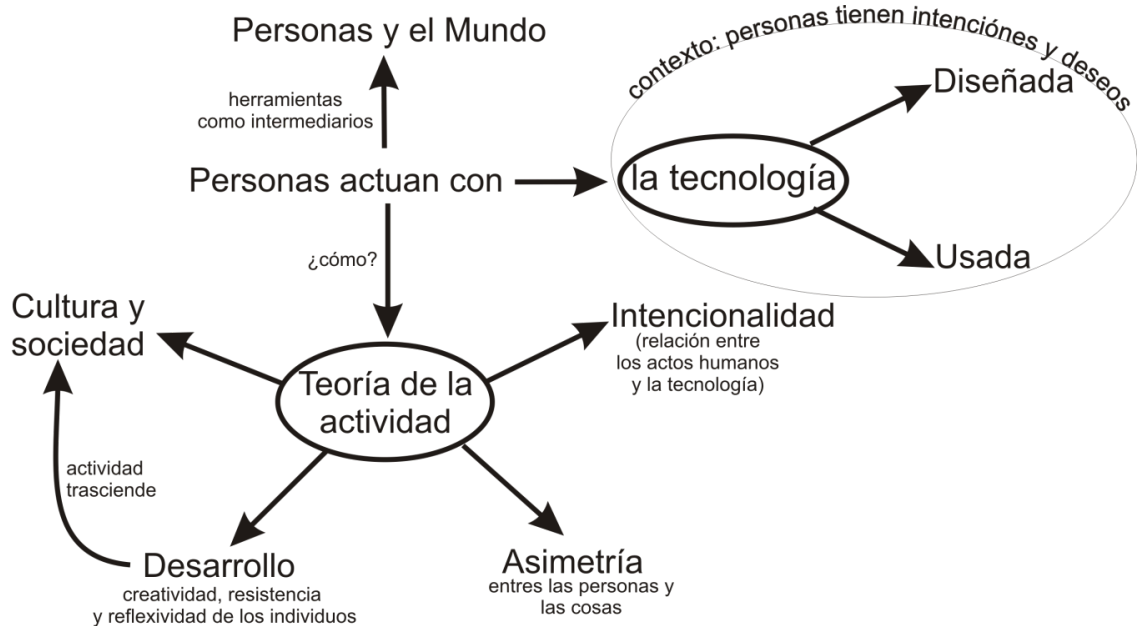 Personas y el Mundo
herramientas
como intermediarios
Personas actuan con
contexto: personas tienen intenciónes y deseos
la tecnología
Diseñada
Usada
¿cómo?
Cultura y
sociedad
Teoría de la
actividad
Intencionalidad
(relación entre
los actos humanos
y la tecnología)
actividad
trasciende
Desarrollo
creatividad, resistencia
y reflexividad de los individuos
Asimetría
entres las personas y
las cosas